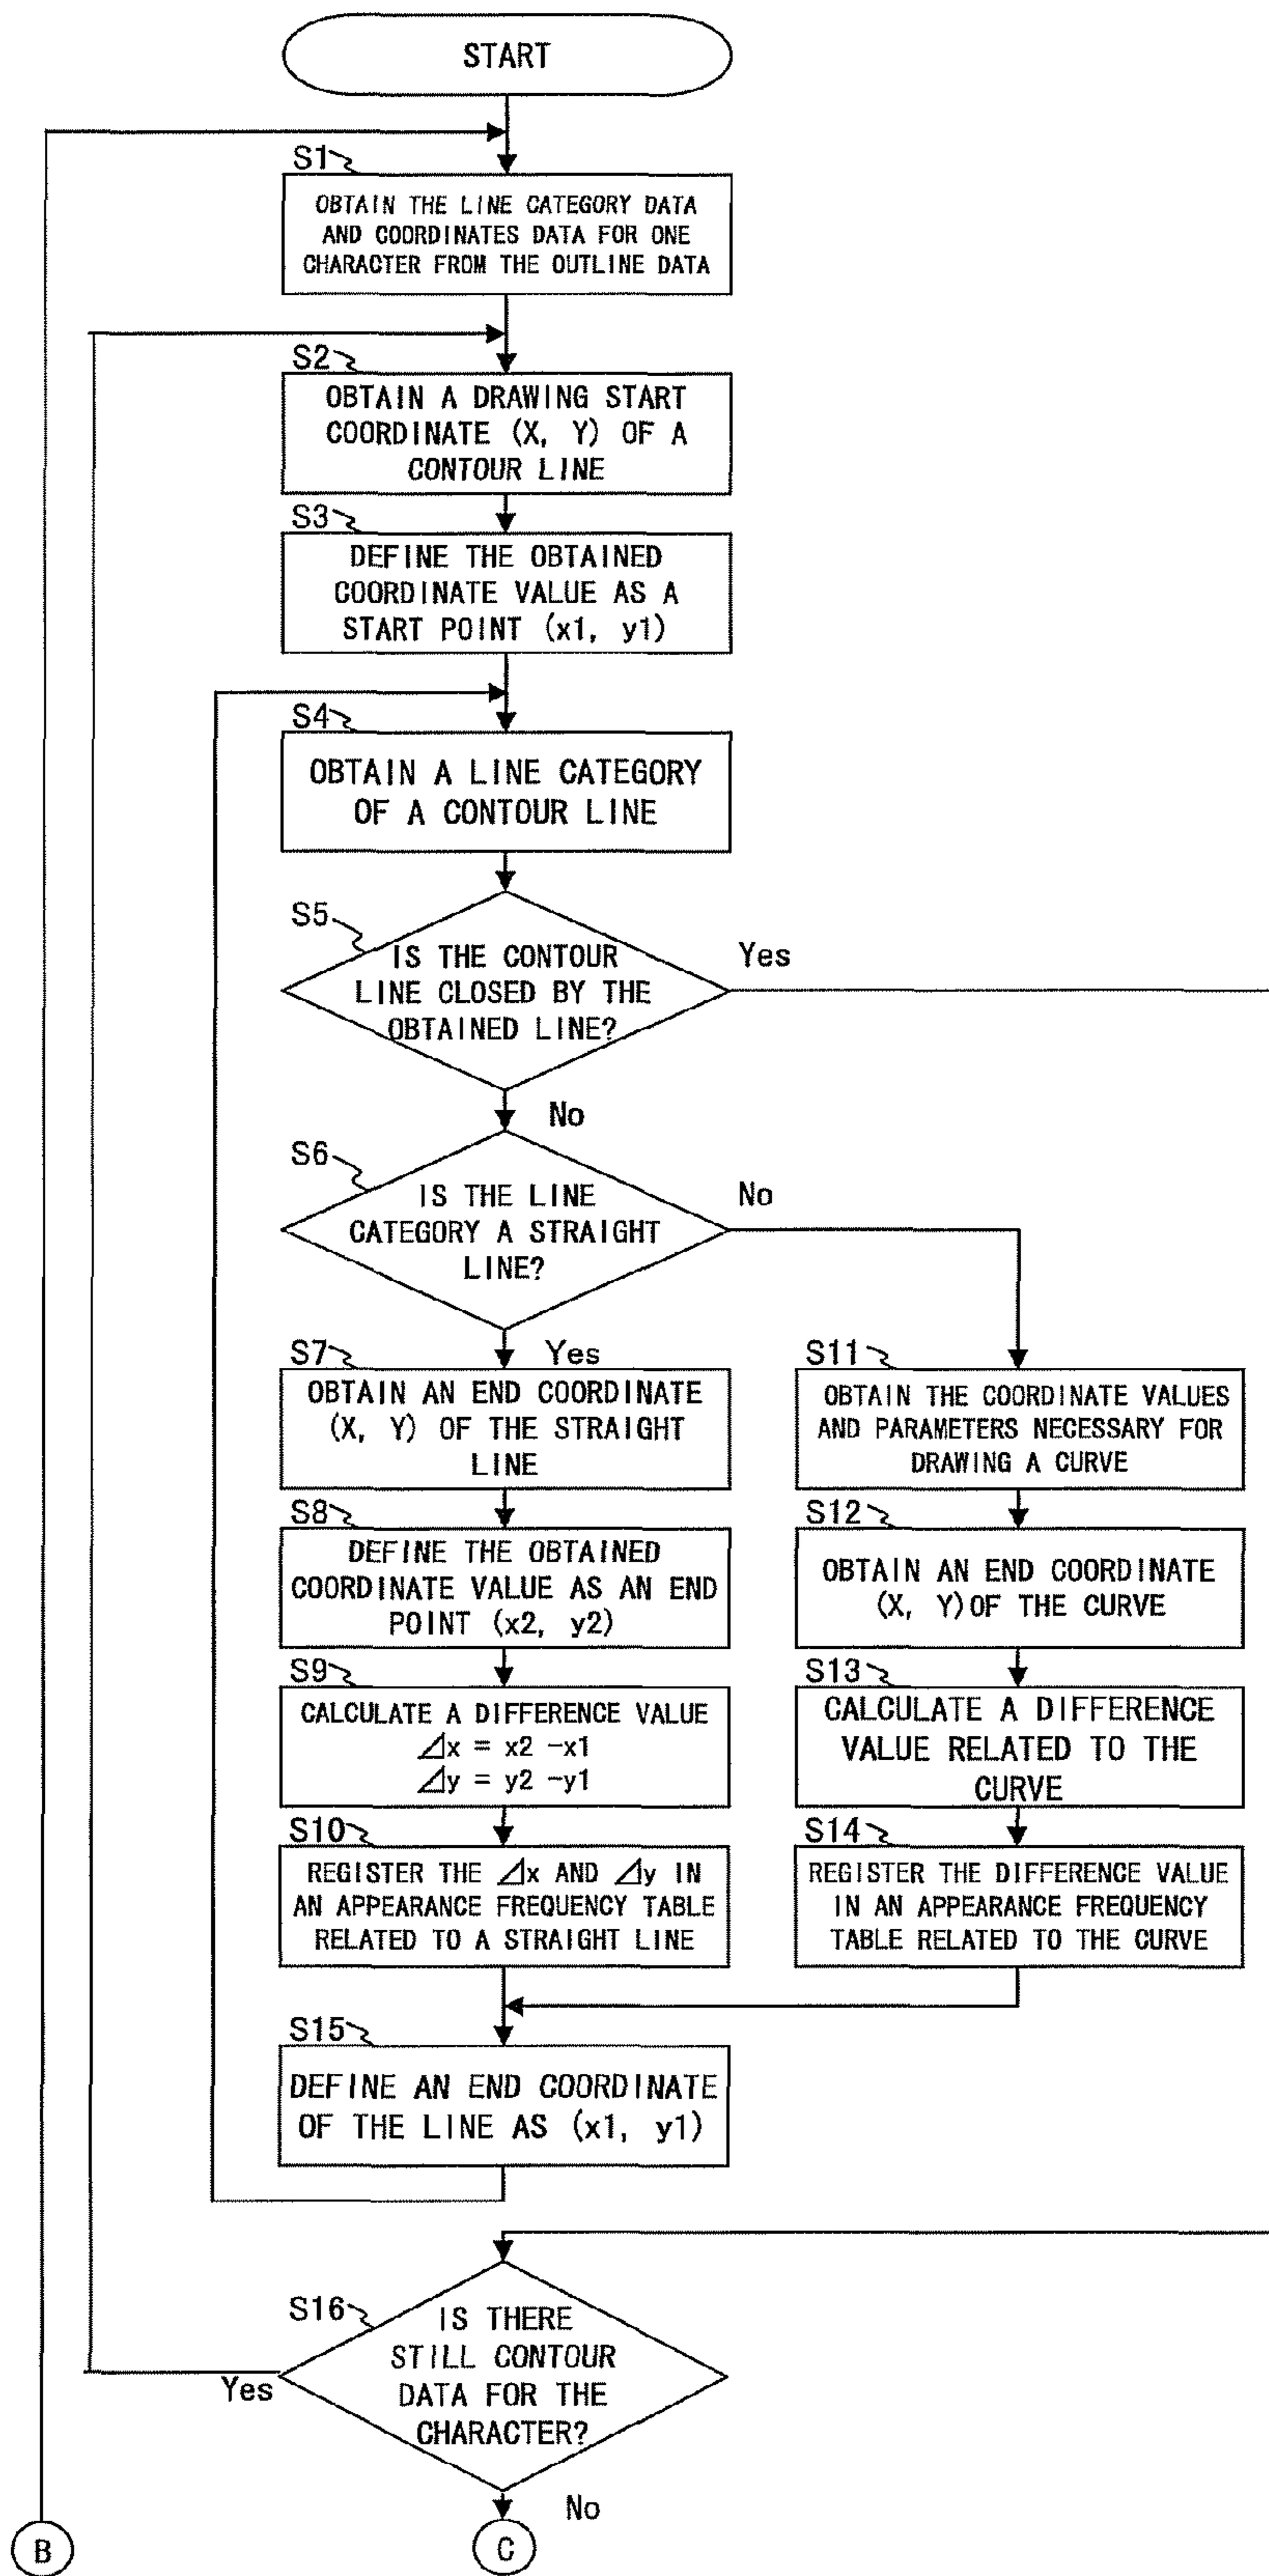 START
S1
OBTAIN THE LINE CATEGORY DATA
AND COORDINATES DATA FOR ONE
CHARACTER FROM THE OUTLINE DATA
S2
OBTAIN A DRAWING START
COORDINATE (X, Y) OF A
CONTOUR LINE
S3
DEFINE THE OBTAINED
COORDINATE VALUE AS A
START POINT (x1, y1)
S4
OBTAIN A LINE CATEGORY
OF A CONTOUR LINE
S5
IS THE CONTOUR
LINE CLOSED BY THE
OBTAINED LINE?
Yes
No
S6
IS THE LINE
CATEGORY A STRAIGHT
LINE?
No
Yes
S7
OBTAIN AN END COORDINATE
(X, Y) OF THE STRAIGHT
LINE
S8
DEFINE THE OBTAINED
COORDINATE VALUE AS AN END
POINT (x2, y2)
S9
CALCULATE A DIFFERENCE VALUE
⊿x = x2 -x1
⊿y = y2 -y1
S10
REGISTER THE ⊿x AND ⊿y IN
AN APPEARANCE FREQUENCY TABLE
RELATED TO A STRAIGHT LINE
S11
OBTAIN THE COORDINATE VALUES
AND PARAMETERS NECESSARY FOR
DRAWING A CURVE
S12
OBTAIN AN END COORDINATE
(X, Y)OF THE CURVE
S13
CALCULATE A DIFFERENCE
VALUE RELATED TO THE
CURVE
S14
REGISTER THE DIFFERENCE VALUE
IN AN APPEARANCE FREQUENCY
TABLE RELATED TO THE CURVE
S15
DEFINE AN END COORDINATE
OF THE LINE AS (x1, y1)
S16
IS THERE
STILL CONTOUR
DATA FOR THE
CHARACTER?
Yes
No
B
C